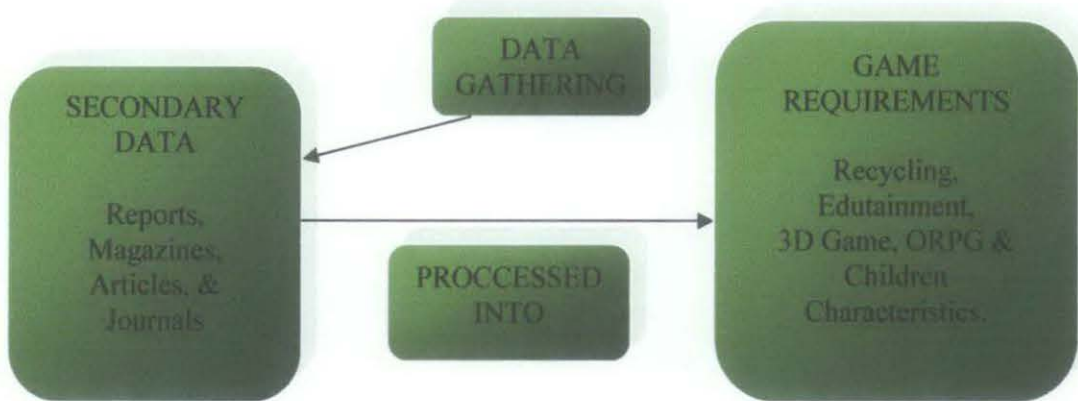 DATA
GATHERING
SECONDARY
DATA
Reports,
Magazines,
Articles, &
Journals
PROCCESSED
INTO
GAME
REQUIREMENTS
Recycling,
Edutainment,
3D Game, ORPG &
Children
Characteristics.